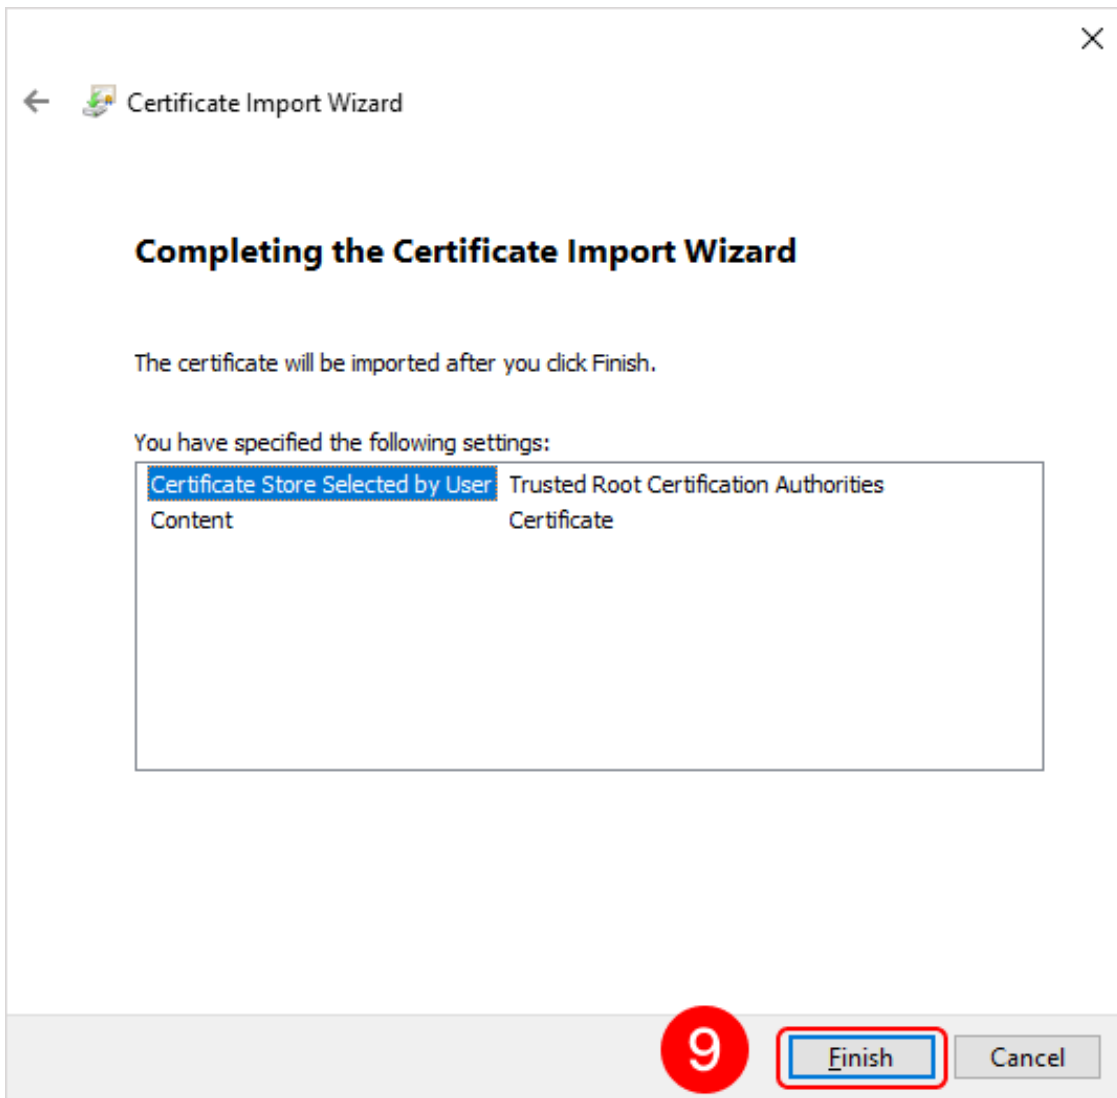 Certificate Import Wizard
Completing the Certificate Import Wizard
The certificate will be imported after you click Finish.
You have specified the following settings:
Certificate Store Selected by User Trusted Root Certification Authorities
Content Certificate
9 Finish Cancel